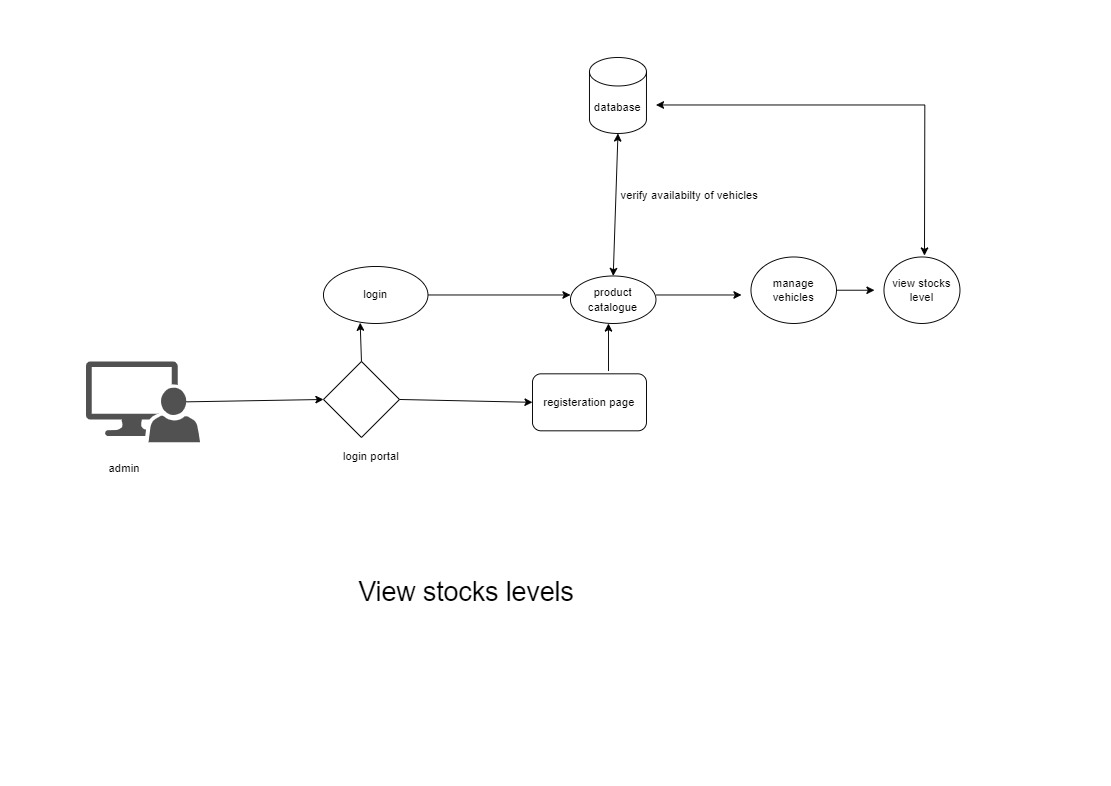 database
verify availabilty of vehicles
login
product
catalogue
manage
vehicles
view stocks
level
registeration page
login portal
admin
View stocks levels